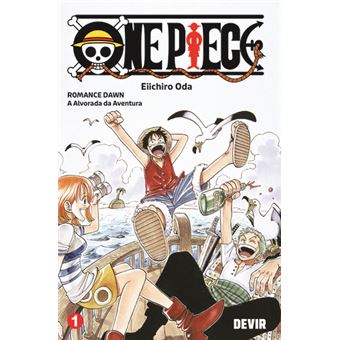 ONE PIECE
Eiichiro Oda
ROMANCE DAWN
A Alvorada da Aventura
1
DEVIR